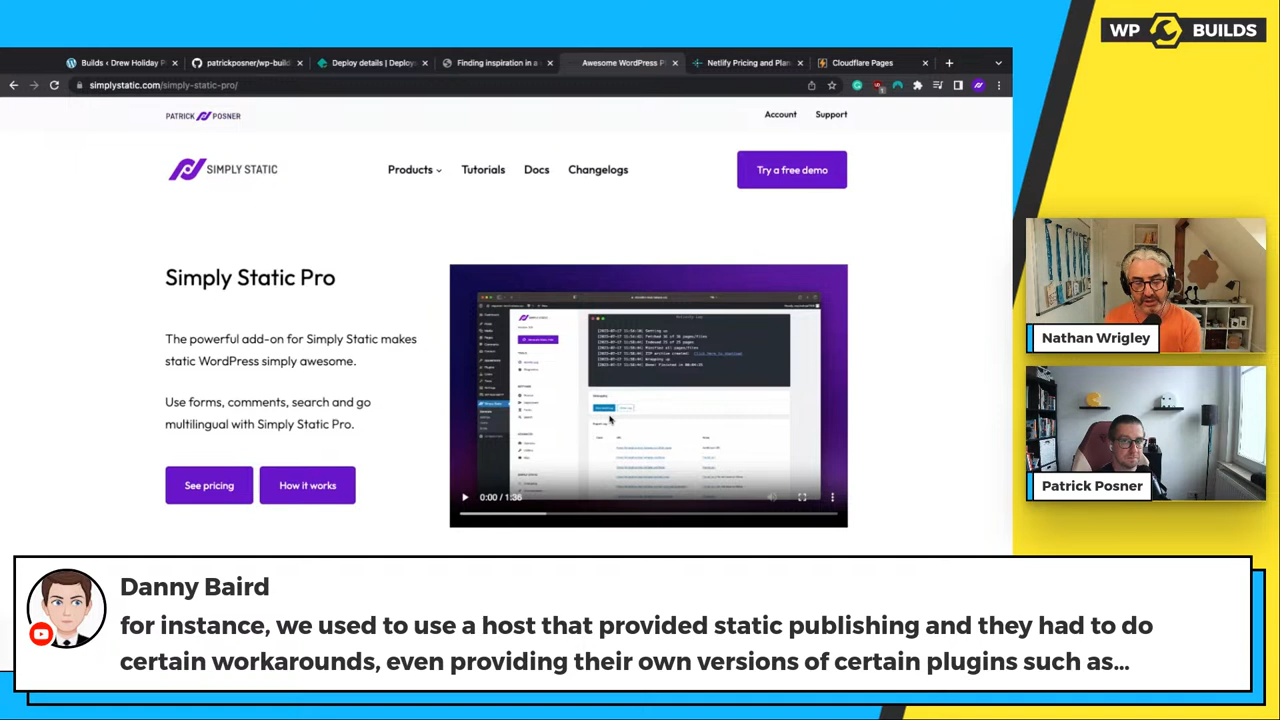 WP BUILDS
Builds ‹ Drew Holiday P
patrickposner/wp-build
Deploy details | Deploys
Finding inspiration in e
Awesome WordPress P
Netlify Pricing and Plan
Cloudflare Pages
simplystatic.com/simply-static-pro/
PATRICK POSNER
Account
Support
SIMPLY STATIC
Products
Tutorials
Docs
Changelogs
Try a free demo
Simply Static Pro
The powerful add-on for Simply Static makes
static WordPress simply awesome.
Use forms, comments, search and go
multilingual with Simply Static Pro.
See pricing
How it works
0:00 / 1:36
Nathan Wrigley
Patrick Posner
Danny Baird
for instance, we used to use a host that provided static publishing and they had to do
certain workarounds, even providing their own versions of certain plugins such as...